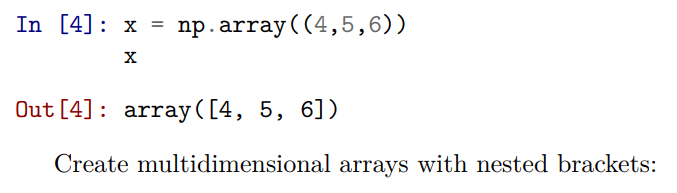 In [4]: x = np.array((4,5,6))
x
Out[4]: array([4, 5, 6])
Create multidimensional arrays with nested brackets: